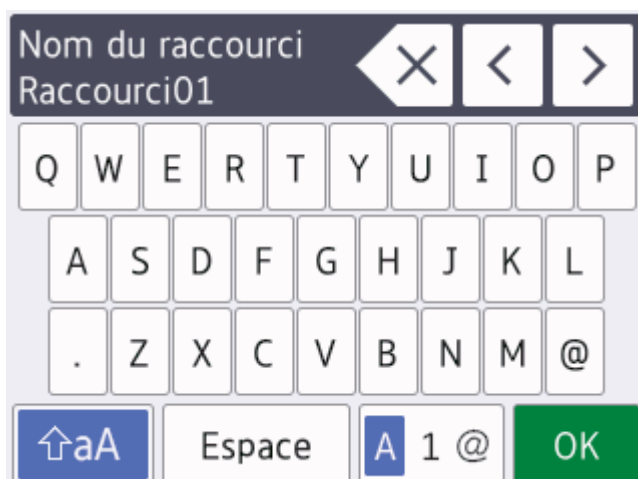 Nom du raccourci
Raccourci01
Q W E R T Y U I O P
A S D F G H J K L
. Z X C V B N M @
aA Espace A 1 @ OK